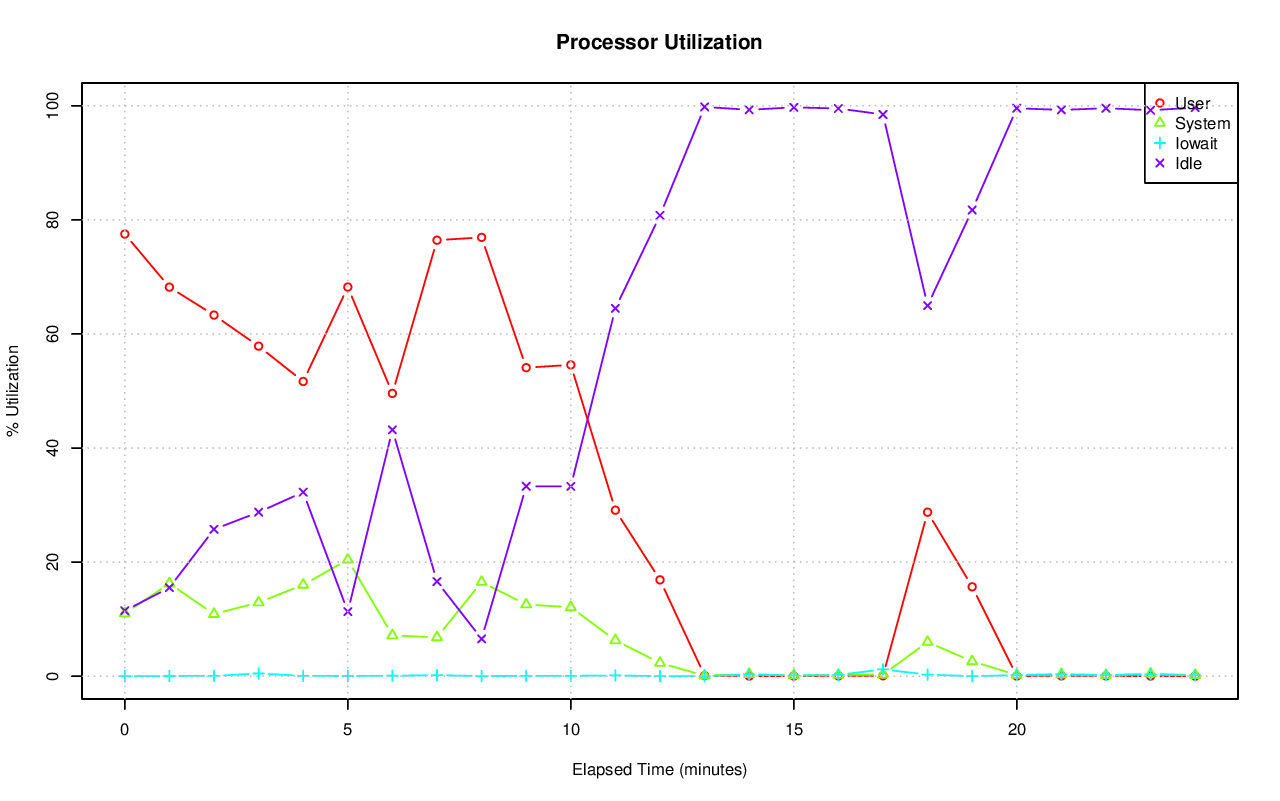 Processor Utilization
100
80
60
40
20
0
% Utilization
User
System
Iowait
Idle
0 5 10 15 20
Elapsed Time (minutes)